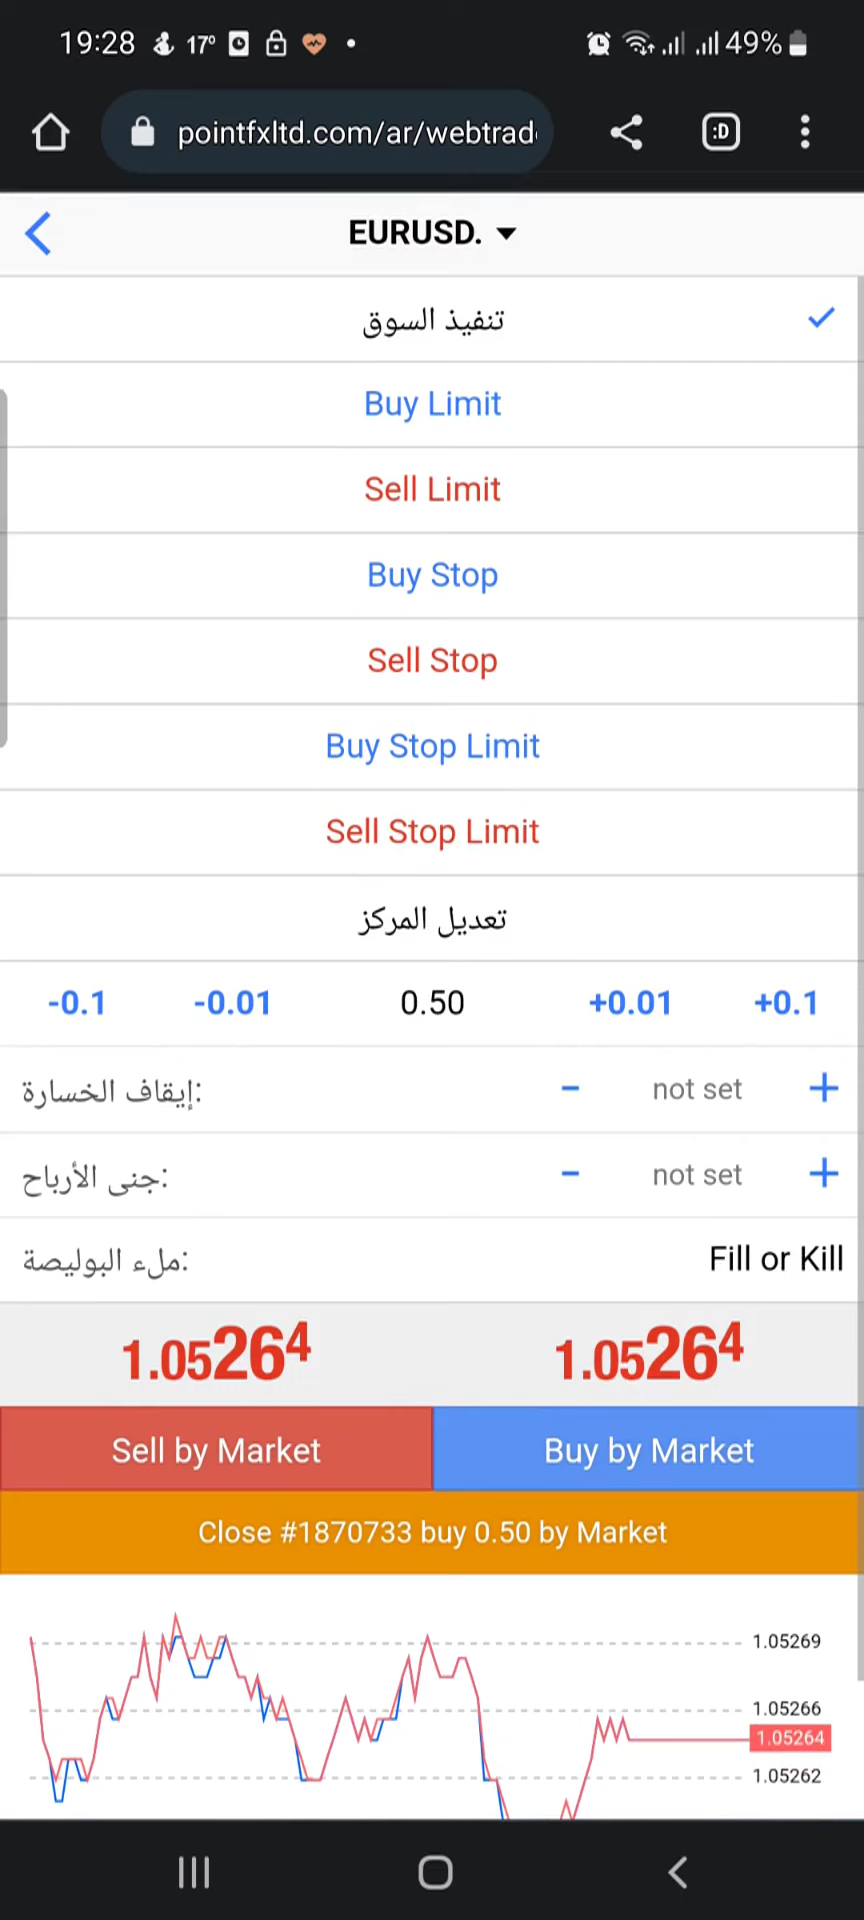 19:28 17° 49%
pointfxltd.com/ar/webtrad :D
EURUSD.
تنفيذ السوق
Buy Limit
Sell Limit
Buy Stop
Sell Stop
Buy Stop Limit
Sell Stop Limit
تعديل المركز
-0.1 -0.01 0.50 +0.01 +0.1
إيقاف الخسارة: - not set +
جنى الأرباح: - not set +
ملء البوليصة: Fill or Kill
1.05264 1.05264
Sell by Market Buy by Market
Close #1870733 buy 0.50 by Market
1.05269
1.05266
1.05264
1.05262